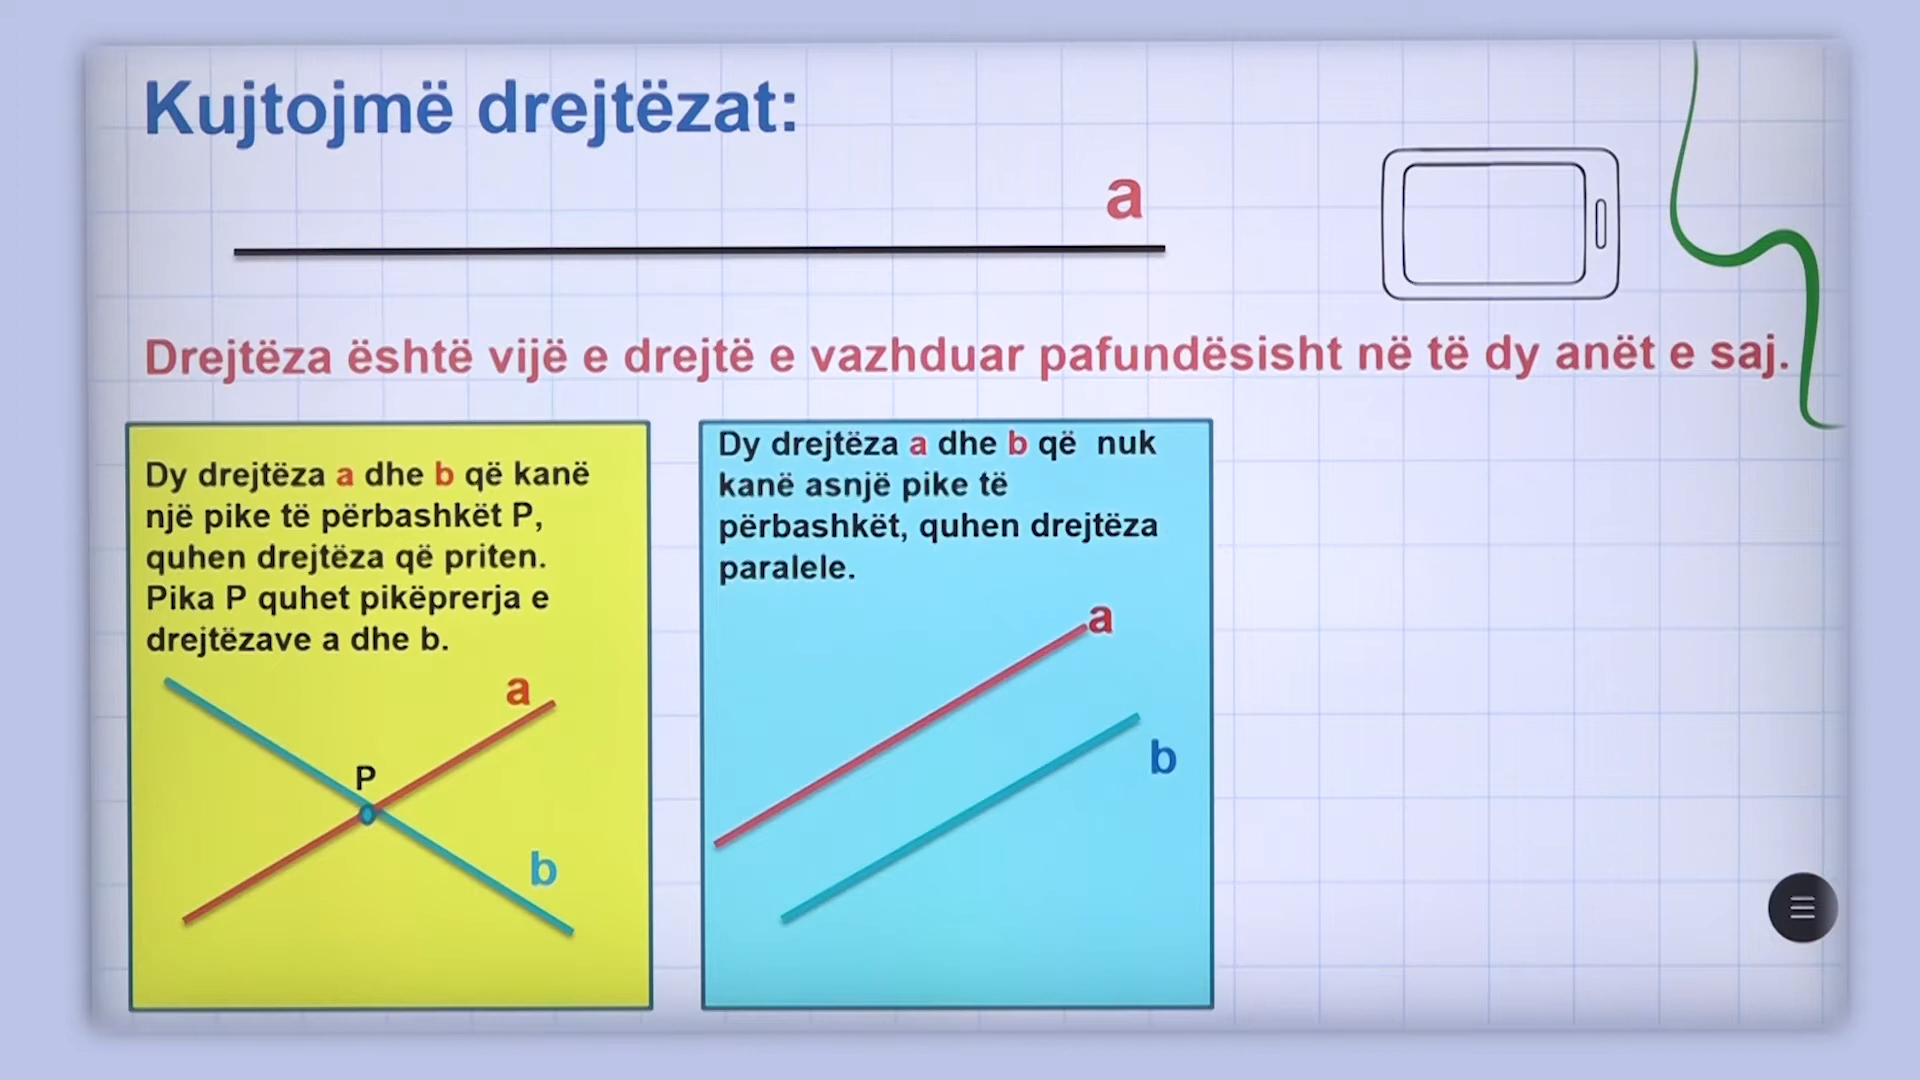 Kujtojmë drejtëzat:
a
Drejtëza është vijë e drejtë e vazhduar pafundësisht në të dy anët e saj.
Dy drejtëza a dhe b që kanë
një pike të përbashkët P,
quhen drejtëza që priten.
Pika P quhet pikëprerja e
drejtëzave a dhe b.
a
P
b
Dy drejtëza a dhe b që nuk
kanë asnjë pike të
përbashkët, quhen drejtëza
paralele.
a
b